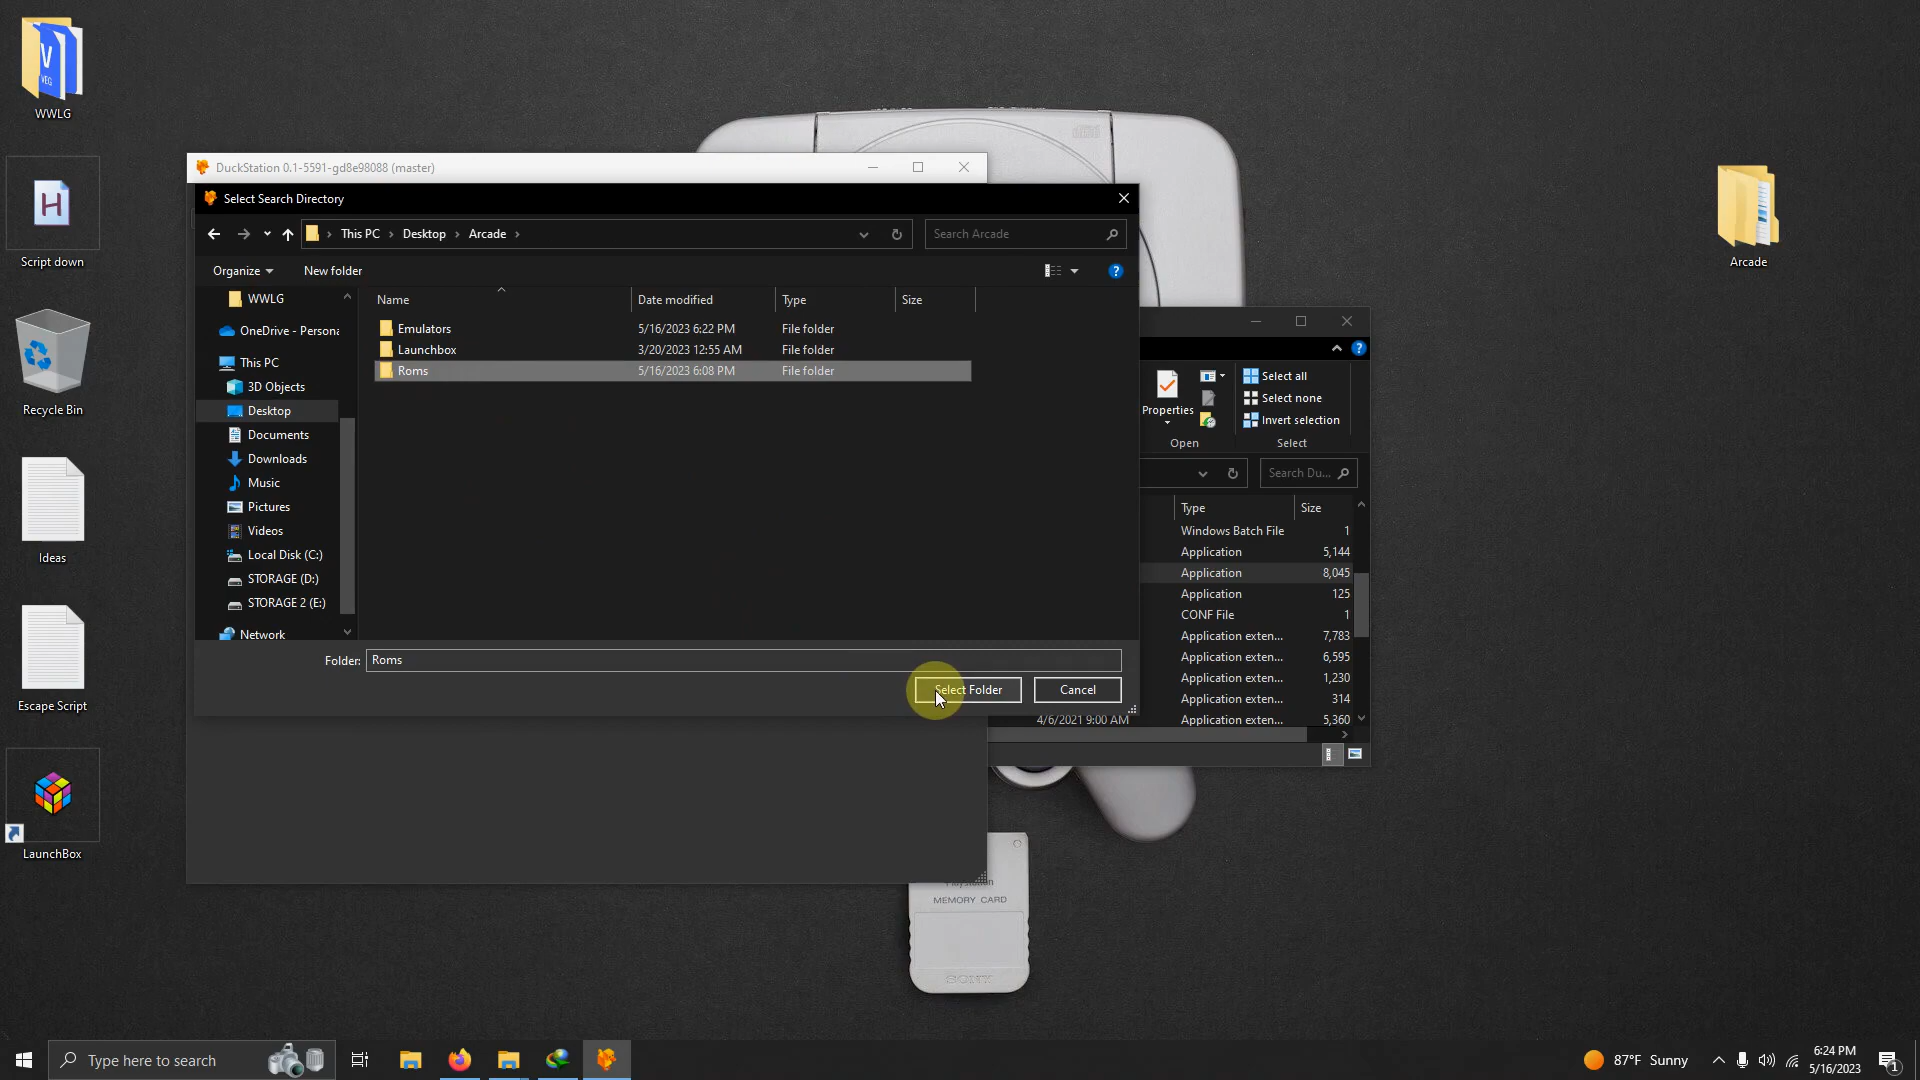 WWLG
Script down
Recycle Bin
Ideas
Escape Script
LaunchBox
Arcade
DuckStation 0.1-5591-gd8e98088 (master)
Select Search Directory
This PC > Desktop > Arcade >
Search Arcade
Organize
New folder
WWLG
OneDrive - Persona
This PC
3D Objects
Desktop
Documents
Downloads
Music
Pictures
Videos
Local Disk (C:)
STORAGE (D:)
STORAGE 2 (E:)
Network
Name Date modified Type Size
Emulators 5/16/2023 6:22 PM File folder
Launchbox 3/20/2023 12:55 AM File folder
Roms 5/16/2023 6:08 PM File folder
Folder: Roms
Select Folder Cancel
Properties
Open
Select all
Select none
Invert selection
Select
Search Du...
Type Size
Windows Batch File 1
Application 5,144
Application 8,045
Application 125
CONF File 1
Application exten... 7,783
Application exten... 6,595
Application exten... 1,230
Application exten... 314
4/6/2021 9:00 AM Application exten... 5,360
PlayStation
MEMORY CARD
SONY
Type here to search
87°F Sunny
6:24 PM
5/16/2023
1